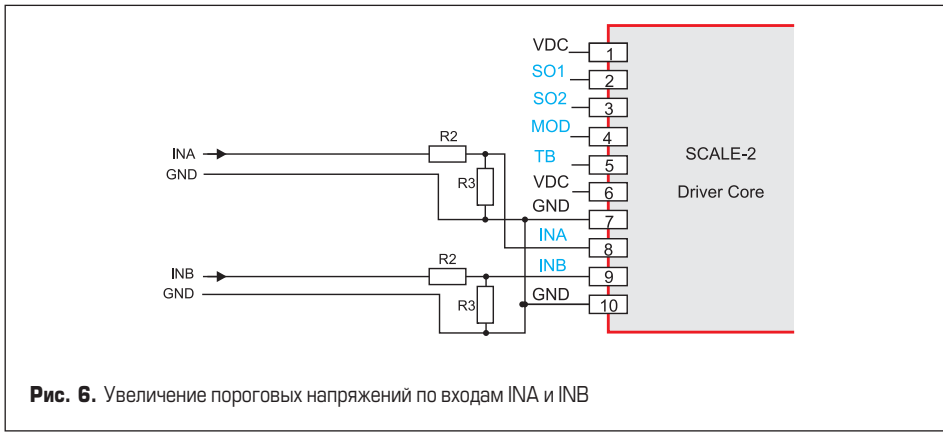 VDC
1
SO1
2
SO2
3
MOD
4
TB
5
VDC
6
GND
7
INA
8
INB
9
GND
10
SCALE-2
Driver Core
INA
GND
R2
R3
INB
GND
R2
R3
Рис. 6. Увеличение пороговых напряжений по входам INA и INB